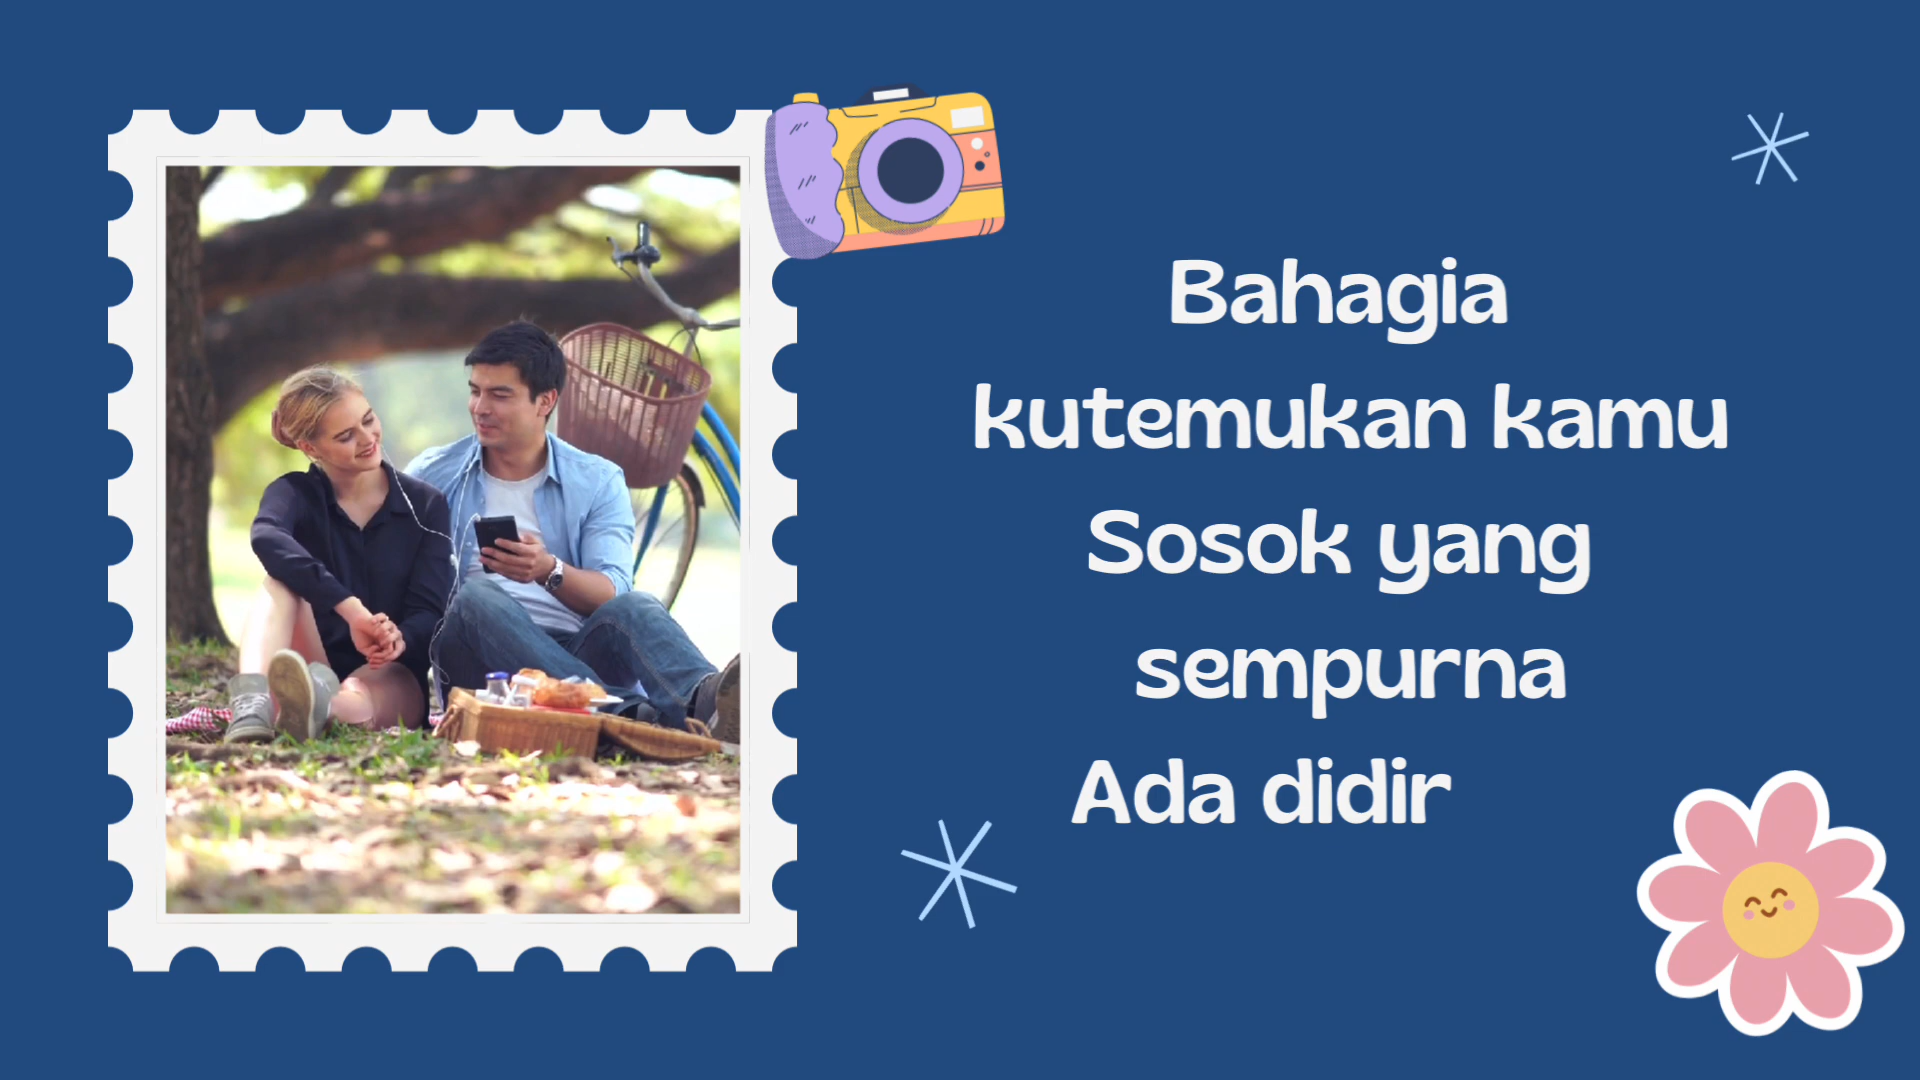 Bahagia
kutemukan kamu
Sosok yang
sempurna
Ada didir